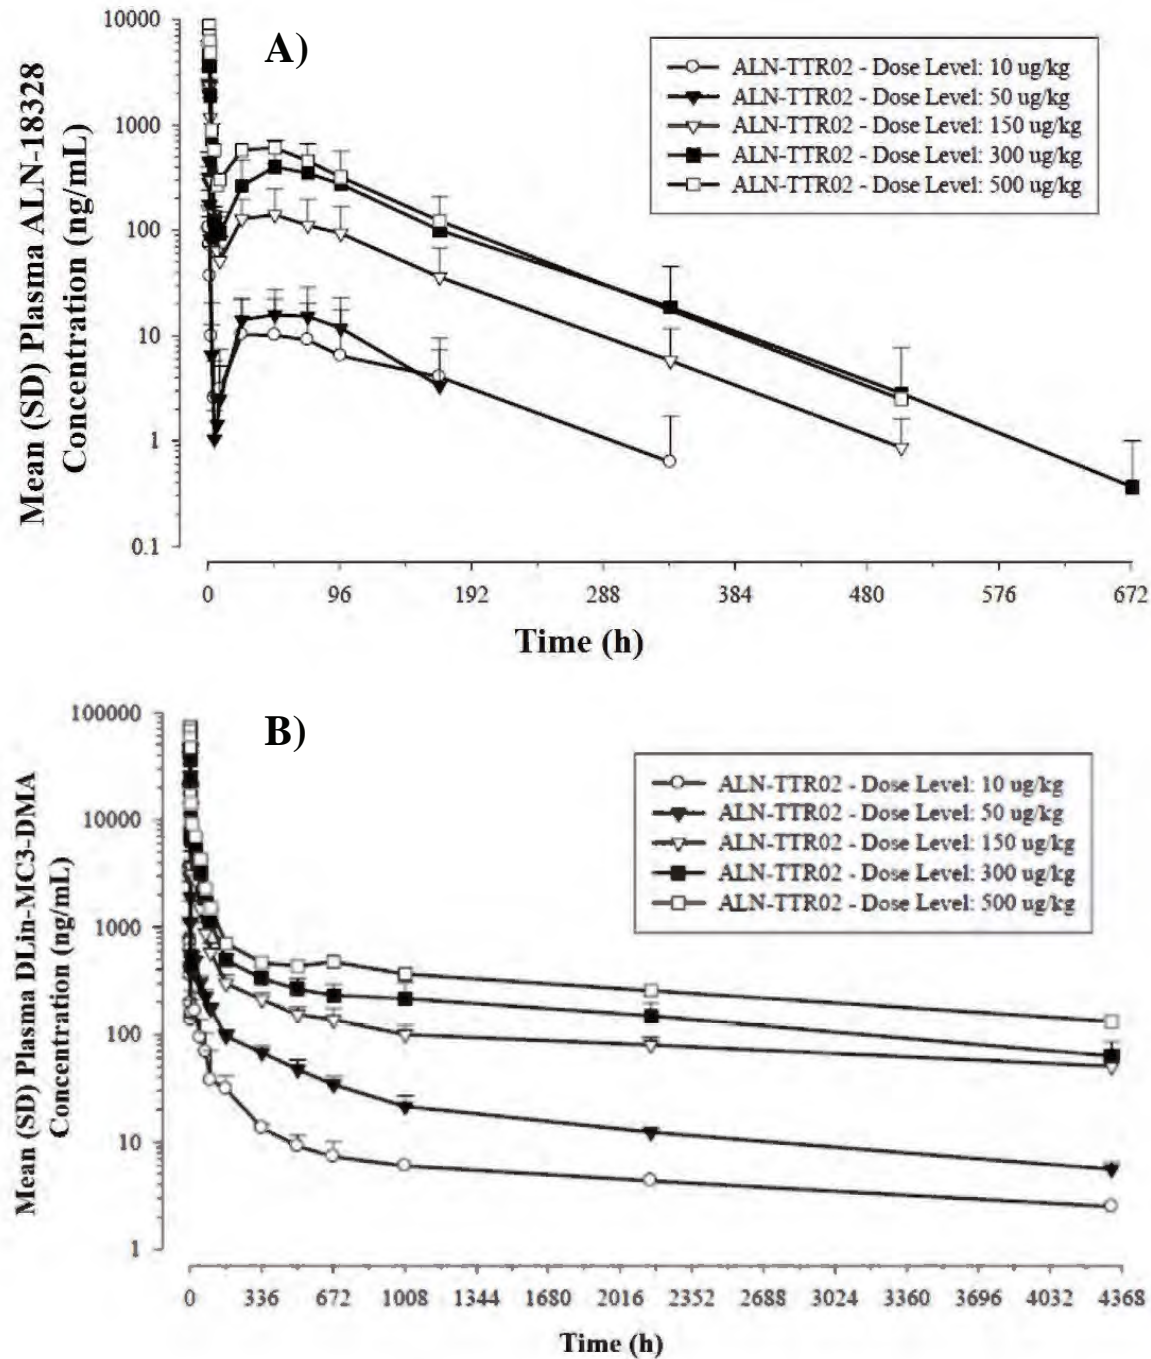 A)
Mean (SD) Plasma ALN-18328
Concentration (ng/mL)
10000
1000
100
10
1
0.1
ALN-TTR02 - Dose Level: 10 ug/kg
ALN-TTR02 - Dose Level: 50 ug/kg
ALN-TTR02 - Dose Level: 150 ug/kg
ALN-TTR02 - Dose Level: 300 ug/kg
ALN-TTR02 - Dose Level: 500 ug/kg
0 96 192 288 384 480 576 672
Time (h)
B)
Mean (SD) Plasma DLin-MC3-DMA
Concentration (ng/mL)
100000
10000
1000
100
10
1
ALN-TTR02 - Dose Level: 10 ug/kg
ALN-TTR02 - Dose Level: 50 ug/kg
ALN-TTR02 - Dose Level: 150 ug/kg
ALN-TTR02 - Dose Level: 300 ug/kg
ALN-TTR02 - Dose Level: 500 ug/kg
0 336 672 1008 1344 1680 2016 2352 2688 3024 3360 3696 4032 4368
Time (h)